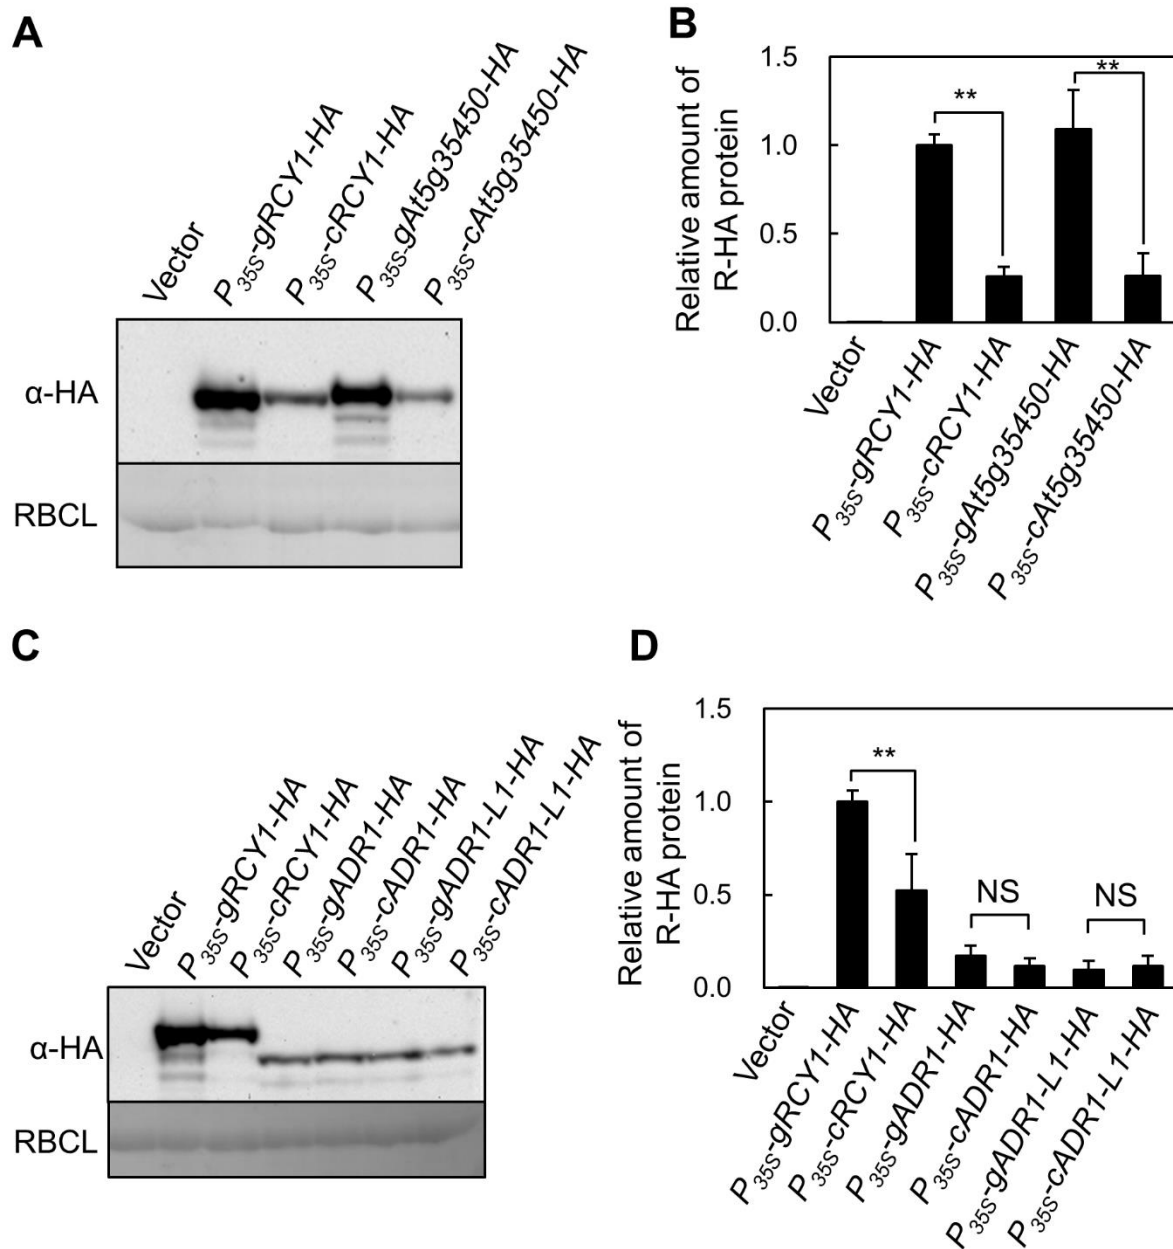 A
Vector
P35S-gRCY1-HA
P35S-cRCY1-HA
P35S-gAt5g35450-HA
P35S-cAt5g35450-HA
α-HA
RBCL
B
Relative amount of
R-HA protein
1.5
1.0
0.5
0.0
**
**
Vector
P35S-gRCY1-HA
P35S-cRCY1-HA
P35S-gAt5g35450-HA
P35S-cAt5g35450-HA
C
Vector
P35S-gRCY1-HA
P35S-cRCY1-HA
P35S-gADR1-HA
P35S-cADR1-HA
P35S-gADR1-L1-HA
P35S-cADR1-L1-HA
α-HA
RBCL
D
Relative amount of
R-HA protein
1.5
1.0
0.5
0.0
**
NS
NS
Vector
P35S-gRCY1-HA
P35S-cRCY1-HA
P35S-gADR1-HA
P35S-cADR1-HA
P35S-gADR1-L1-HA
P35S-cADR1-L1-HA